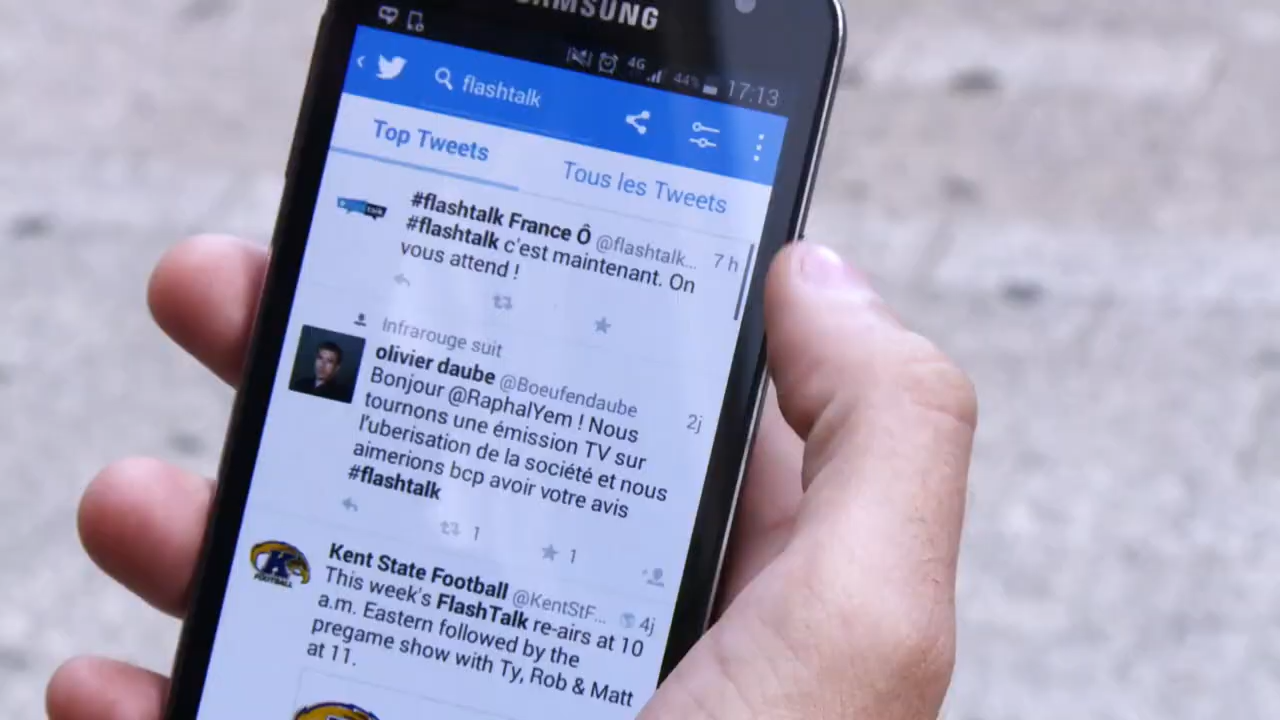 SAMSUNG
4G 44% 17:13
flashtalk
Top Tweets
Tous les Tweets
talk
#flashtalk France Ô @flashtalk... 7 h
#flashtalk c'est maintenant. On
vous attend !
Infrarouge suit
olivier daube @Boeufendaube 2j
Bonjour @RaphalYem ! Nous
tournons une émission TV sur
l'uberisation de la société et nous
aimerions bcp avoir votre avis
#flashtalk
1 1
K
FOOTBALL
Kent State Football @KentStF... 4j
This week's FlashTalk re-airs at 10
a.m. Eastern followed by the
pregame show with Ty, Rob & Matt
at 11.